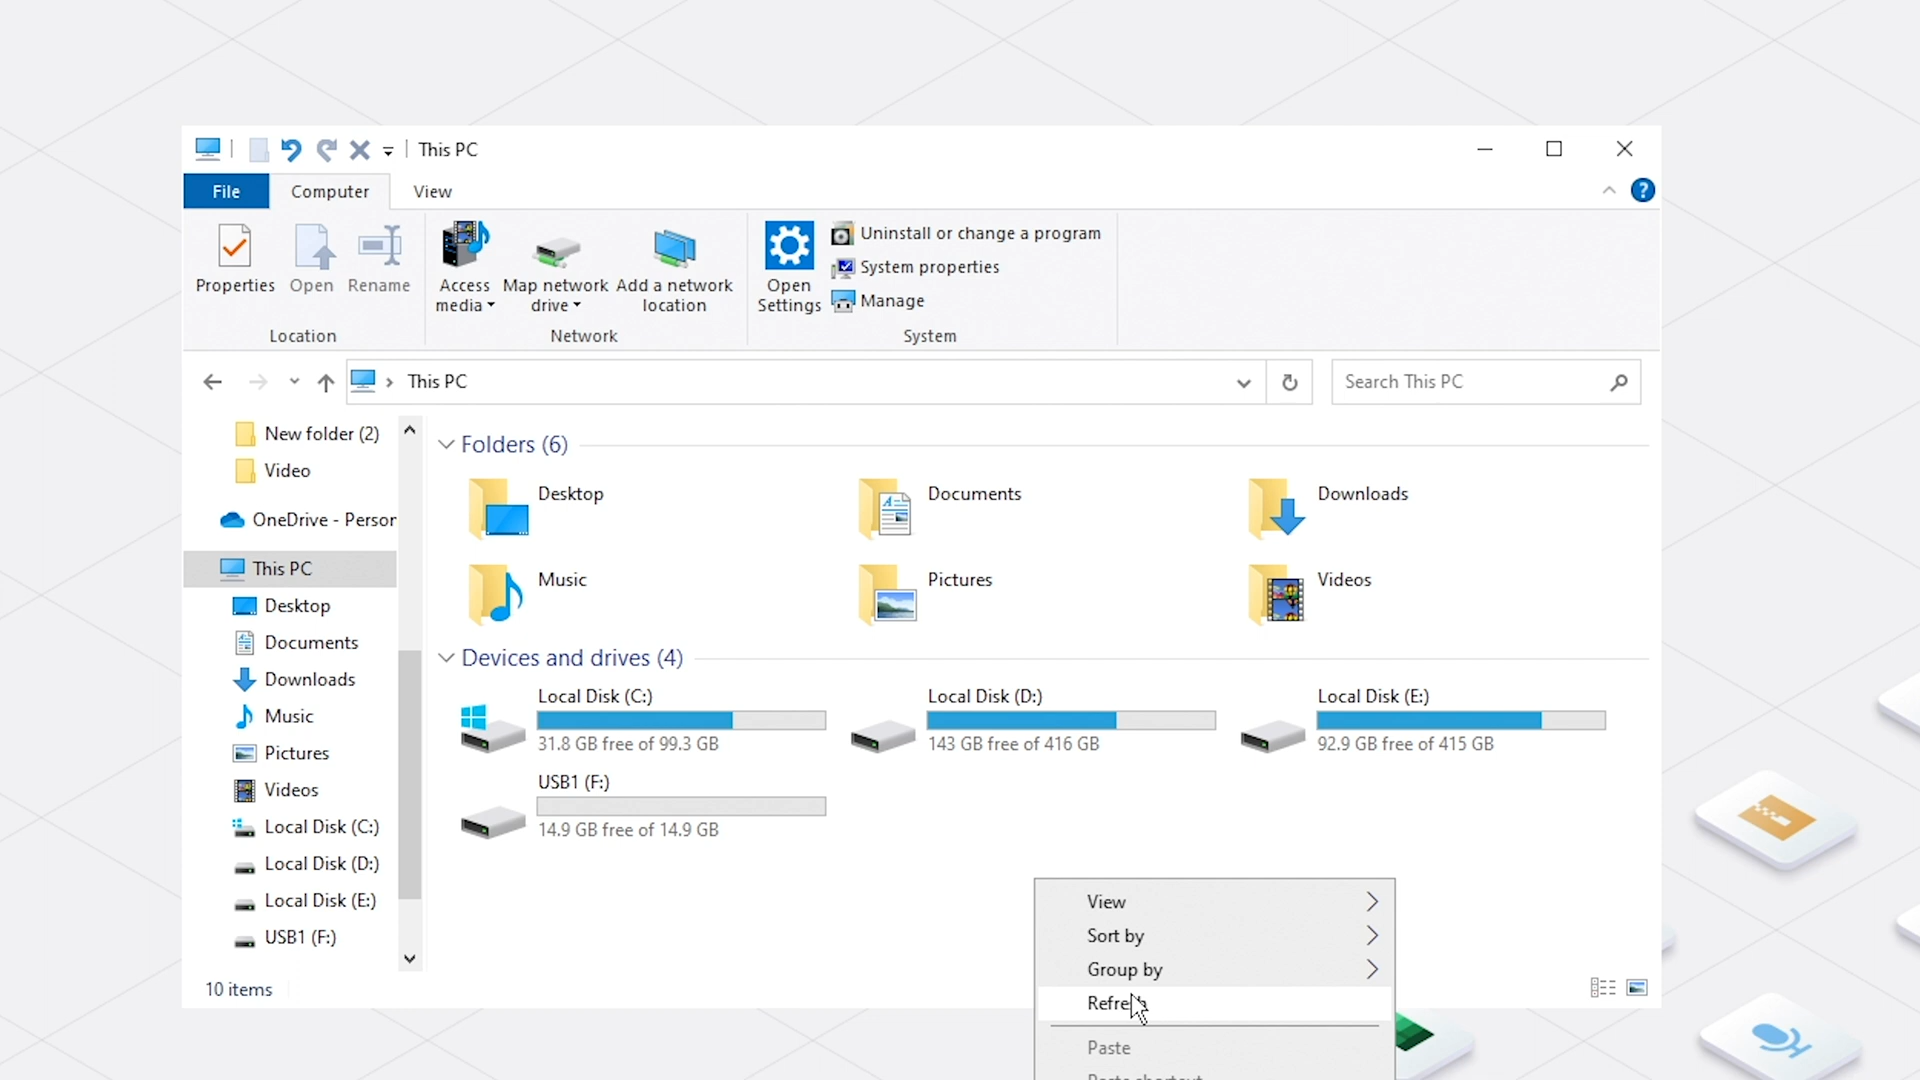 This PC
File
Computer
View
Properties
Open
Rename
Access media
Map network drive
Add a network location
Open Settings
Uninstall or change a program
System properties
Manage
Location
Network
System
This PC
Search This PC
New folder (2)
Video
OneDrive - Person
This PC
Desktop
Documents
Downloads
Music
Pictures
Videos
Local Disk (C:)
Local Disk (D:)
Local Disk (E:)
USB1 (F:)
Folders (6)
Desktop
Documents
Downloads
Music
Pictures
Videos
Devices and drives (4)
Local Disk (C:)
31.8 GB free of 99.3 GB
Local Disk (D:)
143 GB free of 416 GB
Local Disk (E:)
92.9 GB free of 415 GB
USB1 (F:)
14.9 GB free of 14.9 GB
View
Sort by
Group by
Refresh
Paste
10 items